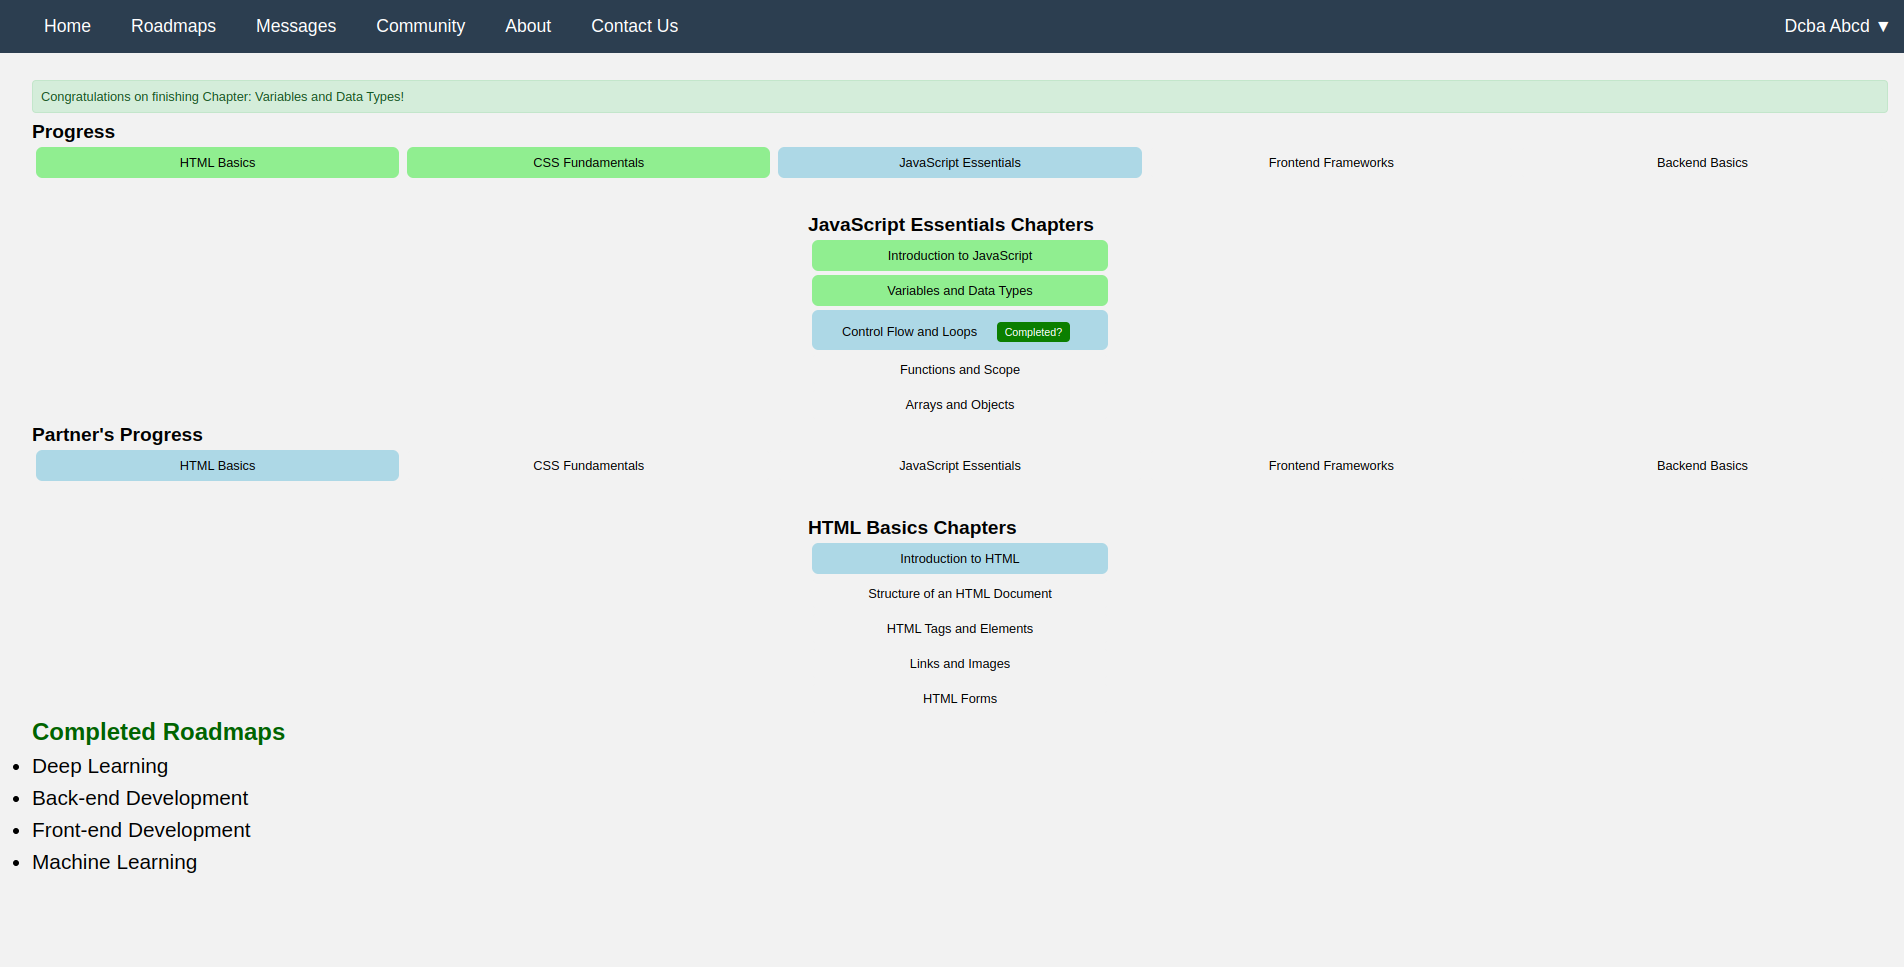 Home Roadmaps Messages Community About Contact Us Dcba Abcd ▼
Congratulations on finishing Chapter: Variables and Data Types!
Progress
HTML Basics CSS Fundamentals JavaScript Essentials Frontend Frameworks Backend Basics
JavaScript Essentials Chapters
Introduction to JavaScript
Variables and Data Types
Control Flow and Loops Completed?
Functions and Scope
Arrays and Objects
Partner's Progress
HTML Basics CSS Fundamentals JavaScript Essentials Frontend Frameworks Backend Basics
HTML Basics Chapters
Introduction to HTML
Structure of an HTML Document
HTML Tags and Elements
Links and Images
HTML Forms
Completed Roadmaps
• Deep Learning
• Back-end Development
• Front-end Development
• Machine Learning